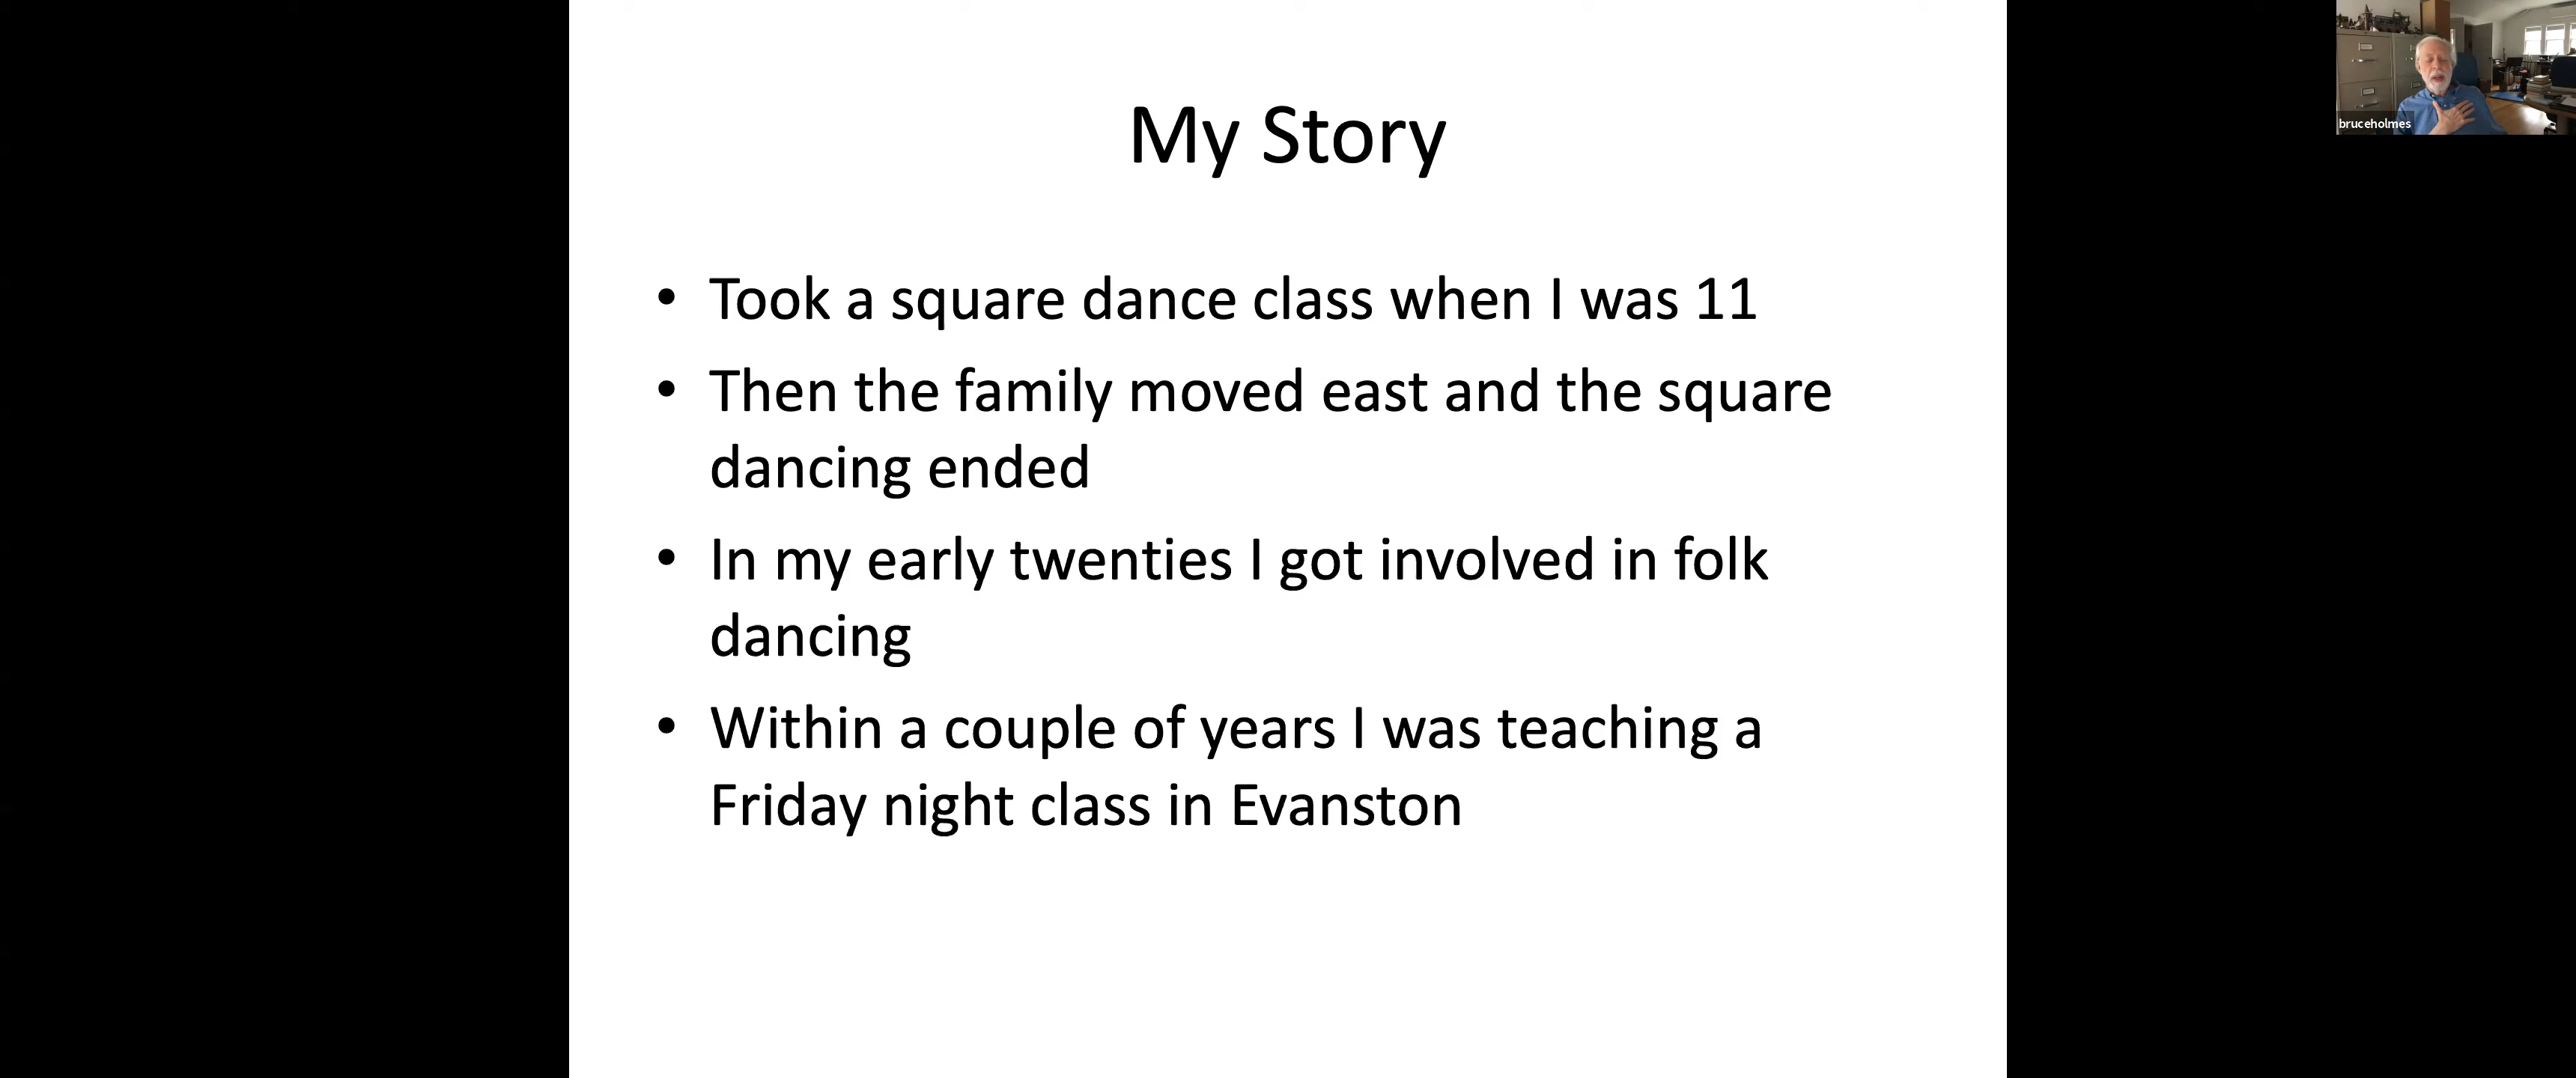 My Story
• Took a square dance class when I was 11
• Then the family moved east and the square
dancing ended
• In my early twenties I got involved in folk
dancing
• Within a couple of years I was teaching a
Friday night class in Evanston
bruceholmes